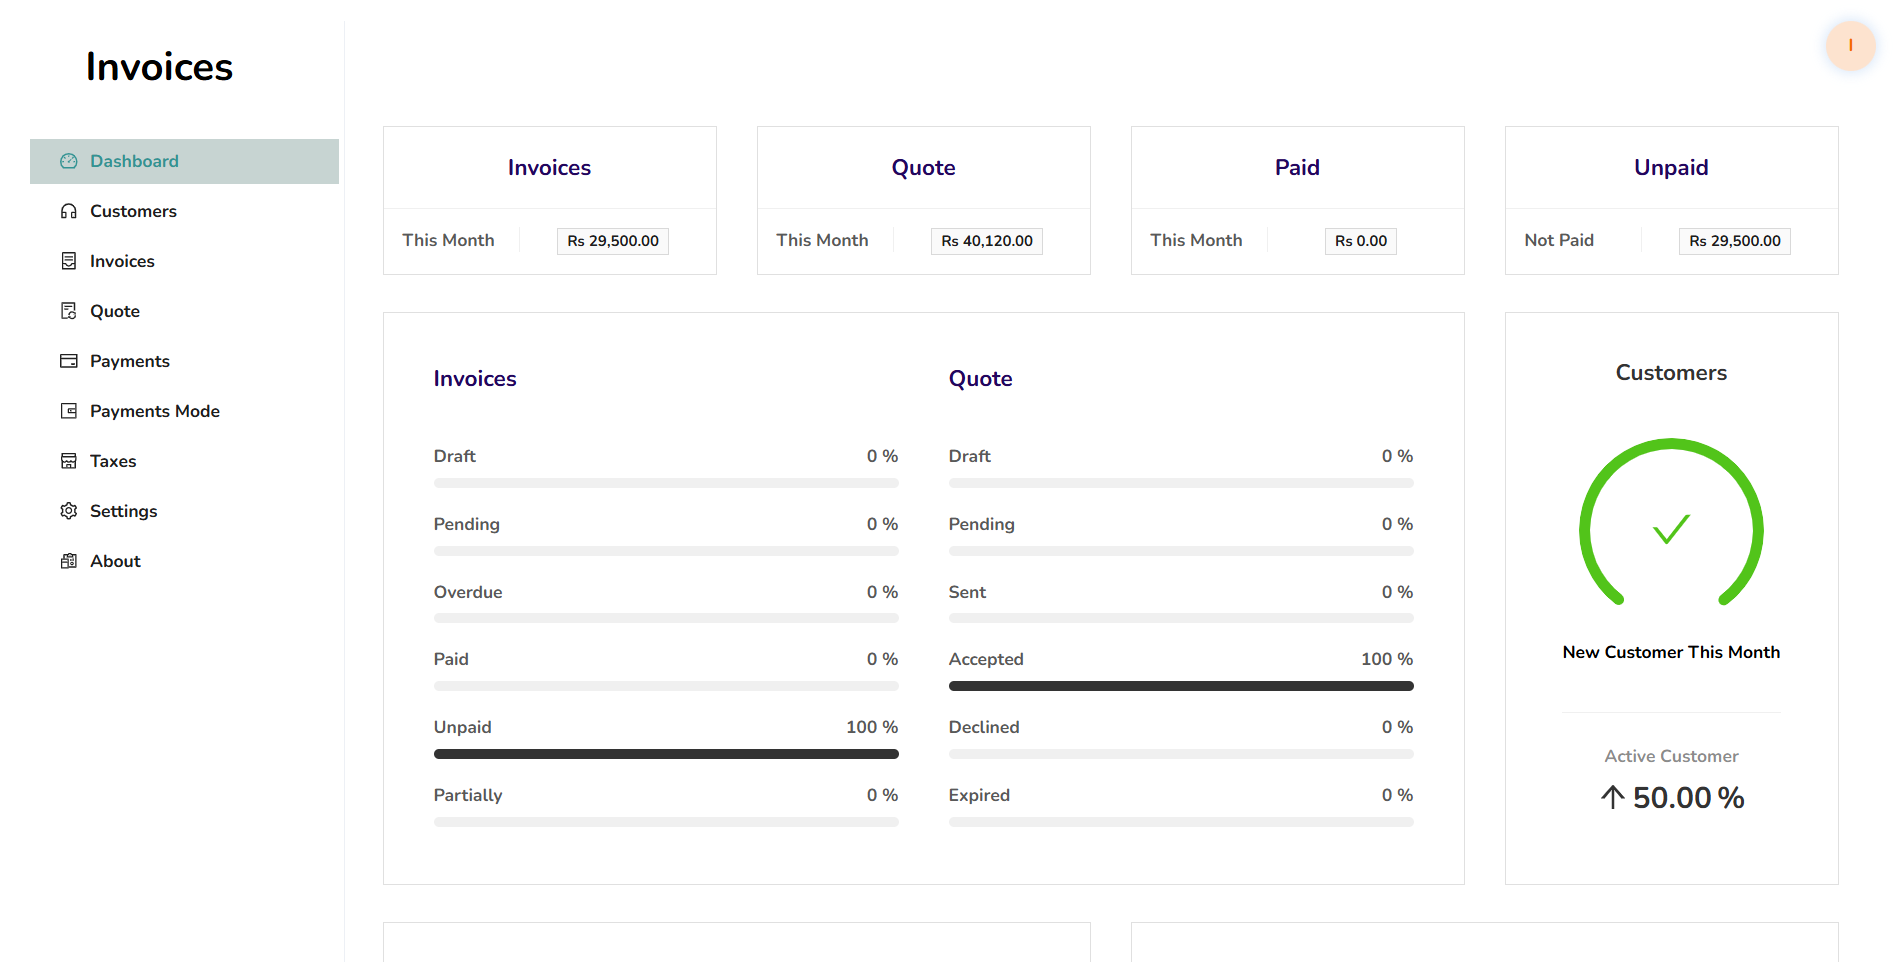 Invoices
I
Dashboard
Customers
Invoices
Quote
Payments
Payments Mode
Taxes
Settings
About
Invoices
This Month
Rs 29,500.00
Quote
This Month
Rs 40,120.00
Paid
This Month
Rs 0.00
Unpaid
Not Paid
Rs 29,500.00
Invoices
Draft 0 %
Pending 0 %
Overdue 0 %
Paid 0 %
Unpaid 100 %
Partially 0 %
Quote
Draft 0 %
Pending 0 %
Sent 0 %
Accepted 100 %
Declined 0 %
Expired 0 %
Customers
New Customer This Month
Active Customer
50.00 %